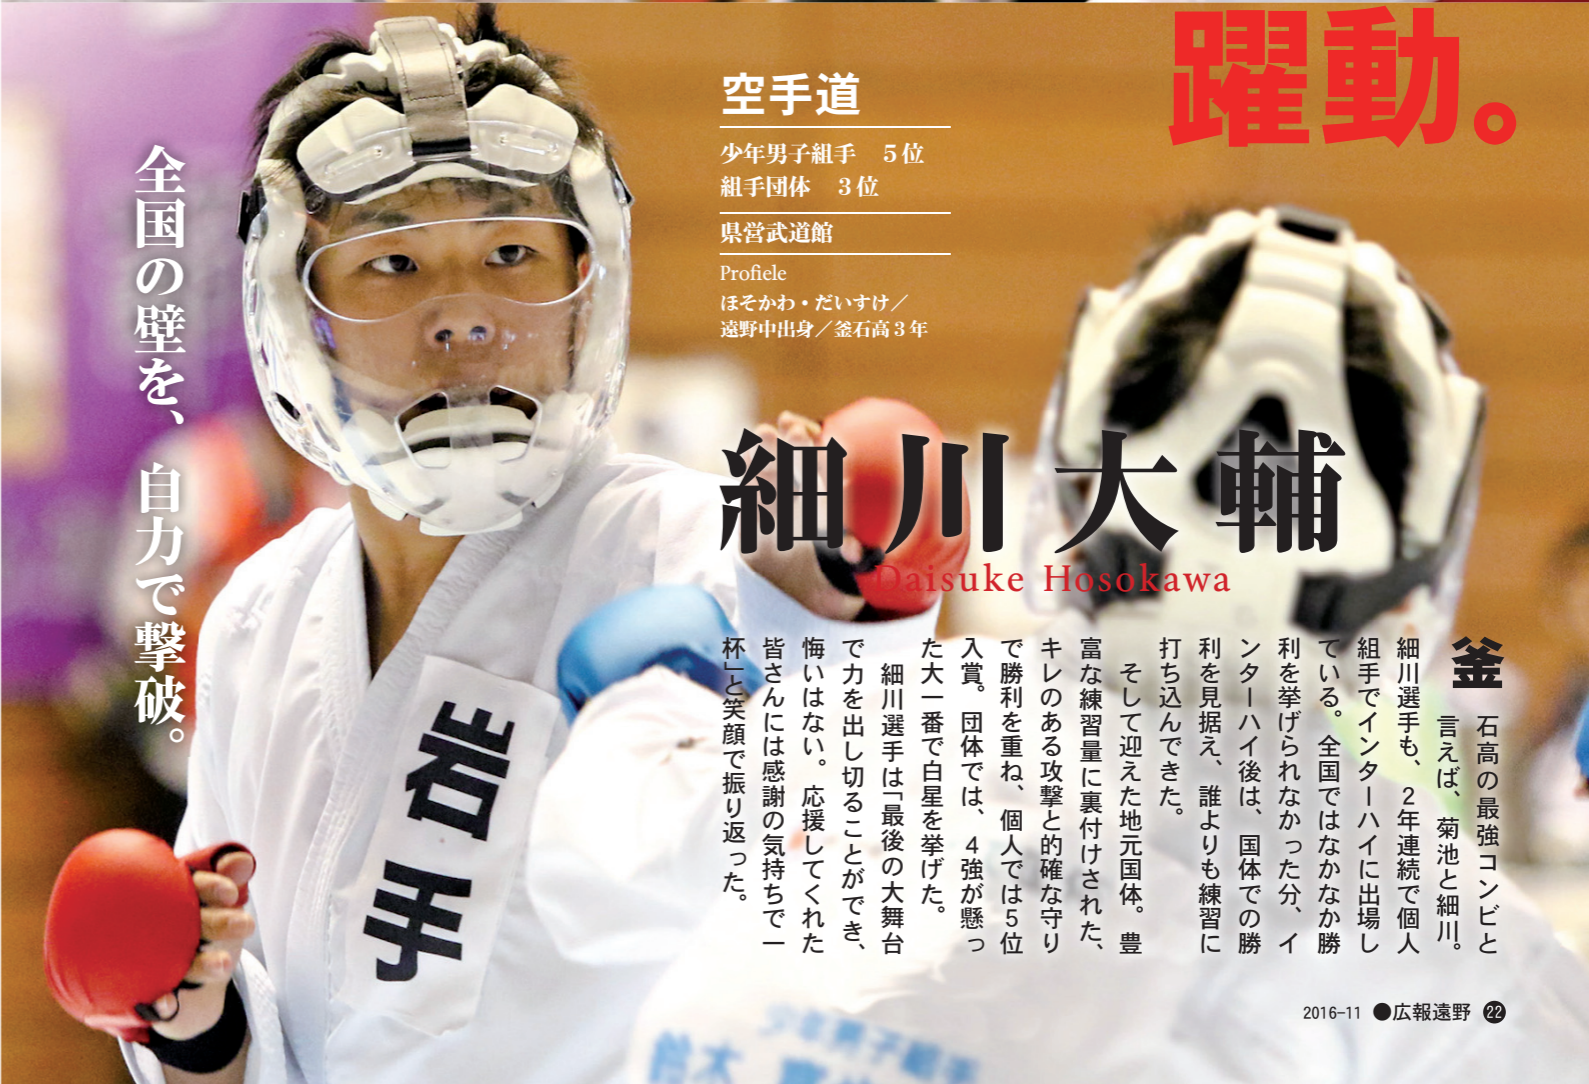 躍動。
空手道
少年男子組手　５位
組手団体　３位
県営武道館
Profiele
ほそかわ・だいすけ／
遠野中出身／釜石高３年
全国の壁を、自力で撃破。
細川大輔
Daisuke Hosokawa
釜石高の最強コンビと
言えば、菊池と細川。
細川選手も、２年連続で個人
組手でインターハイに出場し
ている。全国ではなかなか勝
利を挙げられなかった分、イ
ンターハイ後は、国体での勝
利を見据え、誰よりも練習に
打ち込んできた。
そして迎えた地元国体。豊
富な練習量に裏付けされた、
キレのある攻撃と的確な守り
で勝利を重ね、個人では5位
入賞。団体では、４強が懸っ
た大一番で白星を挙げた。
細川選手は「最後の大舞台
で力を出し切ることができ、
悔いはない。応援してくれた
皆さんには感謝の気持ちで一
杯」と笑顔で振り返った。
岩手
少年男子組手
2016-11 ●広報遠野 22